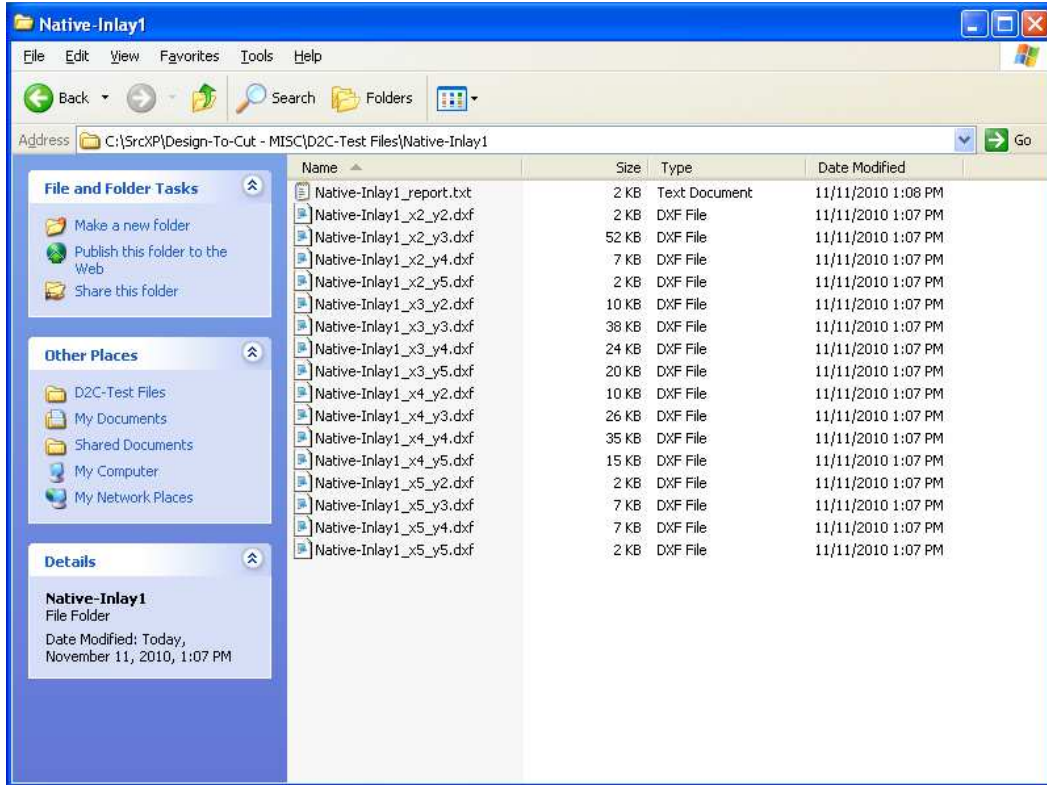 Native-Inlay1
File Edit View Favorites Tools Help
Back Search Folders
Address C:\SrcXP\Design-To-Cut - MISC\D2C-Test Files\Native-Inlay1 Go
File and Folder Tasks
Make a new folder
Publish this folder to the
Web
Share this folder
Other Places
D2C-Test Files
My Documents
Shared Documents
My Computer
My Network Places
Details
Native-Inlay1
File Folder
Date Modified: Today,
November 11, 2010, 1:07 PM
Name Size Type Date Modified
Native-Inlay1_report.txt 2 KB Text Document 11/11/2010 1:08 PM
Native-Inlay1_x2_y2.dxf 2 KB DXF File 11/11/2010 1:07 PM
Native-Inlay1_x2_y3.dxf 52 KB DXF File 11/11/2010 1:07 PM
Native-Inlay1_x2_y4.dxf 7 KB DXF File 11/11/2010 1:07 PM
Native-Inlay1_x2_y5.dxf 2 KB DXF File 11/11/2010 1:07 PM
Native-Inlay1_x3_y2.dxf 10 KB DXF File 11/11/2010 1:07 PM
Native-Inlay1_x3_y3.dxf 38 KB DXF File 11/11/2010 1:07 PM
Native-Inlay1_x3_y4.dxf 24 KB DXF File 11/11/2010 1:07 PM
Native-Inlay1_x3_y5.dxf 20 KB DXF File 11/11/2010 1:07 PM
Native-Inlay1_x4_y2.dxf 10 KB DXF File 11/11/2010 1:07 PM
Native-Inlay1_x4_y3.dxf 26 KB DXF File 11/11/2010 1:07 PM
Native-Inlay1_x4_y4.dxf 35 KB DXF File 11/11/2010 1:07 PM
Native-Inlay1_x4_y5.dxf 15 KB DXF File 11/11/2010 1:07 PM
Native-Inlay1_x5_y2.dxf 2 KB DXF File 11/11/2010 1:07 PM
Native-Inlay1_x5_y3.dxf 7 KB DXF File 11/11/2010 1:07 PM
Native-Inlay1_x5_y4.dxf 7 KB DXF File 11/11/2010 1:07 PM
Native-Inlay1_x5_y5.dxf 2 KB DXF File 11/11/2010 1:07 PM